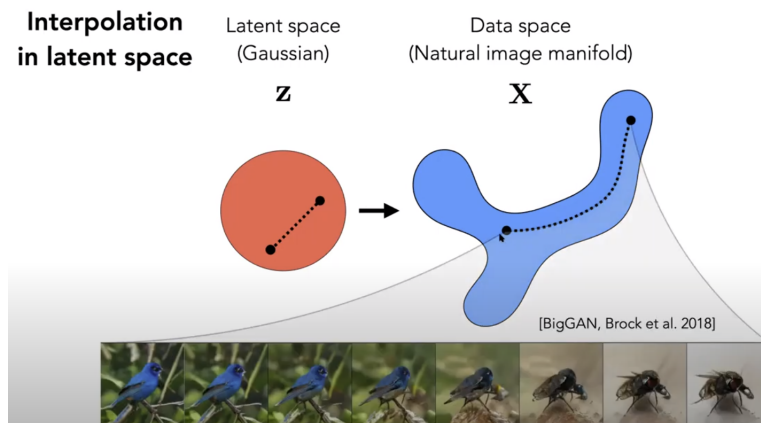 Interpolation
in latent space
Latent space
(Gaussian)
z
Data space
(Natural image manifold)
X
[BigGAN, Brock et al. 2018]